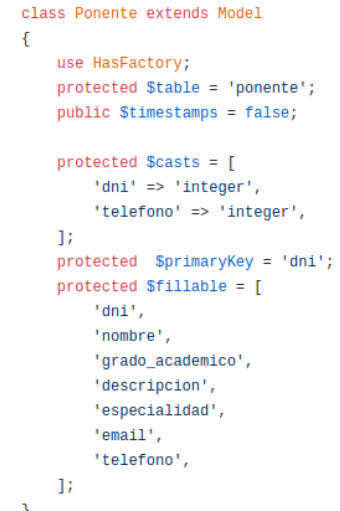 class Ponente extends Model
{
    use HasFactory;
    protected $table = 'ponente';
    public $timestamps = false;

    protected $casts = [
        'dni' => 'integer',
        'telefono' => 'integer',
    ];
    protected  $primaryKey = 'dni';
    protected $fillable = [
        'dni',
        'nombre',
        'grado_academico',
        'descripcion',
        'especialidad',
        'email',
        'telefono',
    ];
}